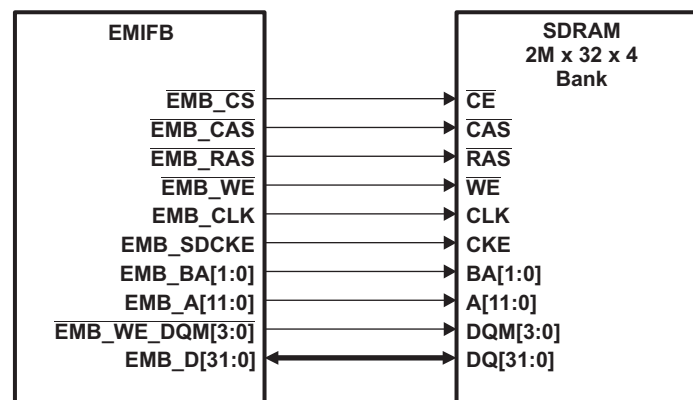 EMIFB
SDRAM
2M x 32 x 4
Bank
EMB_CS CE
EMB_CAS CAS
EMB_RAS RAS
EMB_WE WE
EMB_CLK CLK
EMB_SDCKE CKE
EMB_BA[1:0] BA[1:0]
EMB_A[11:0] A[11:0]
EMB_WE_DQM[3:0] DQM[3:0]
EMB_D[31:0] DQ[31:0]